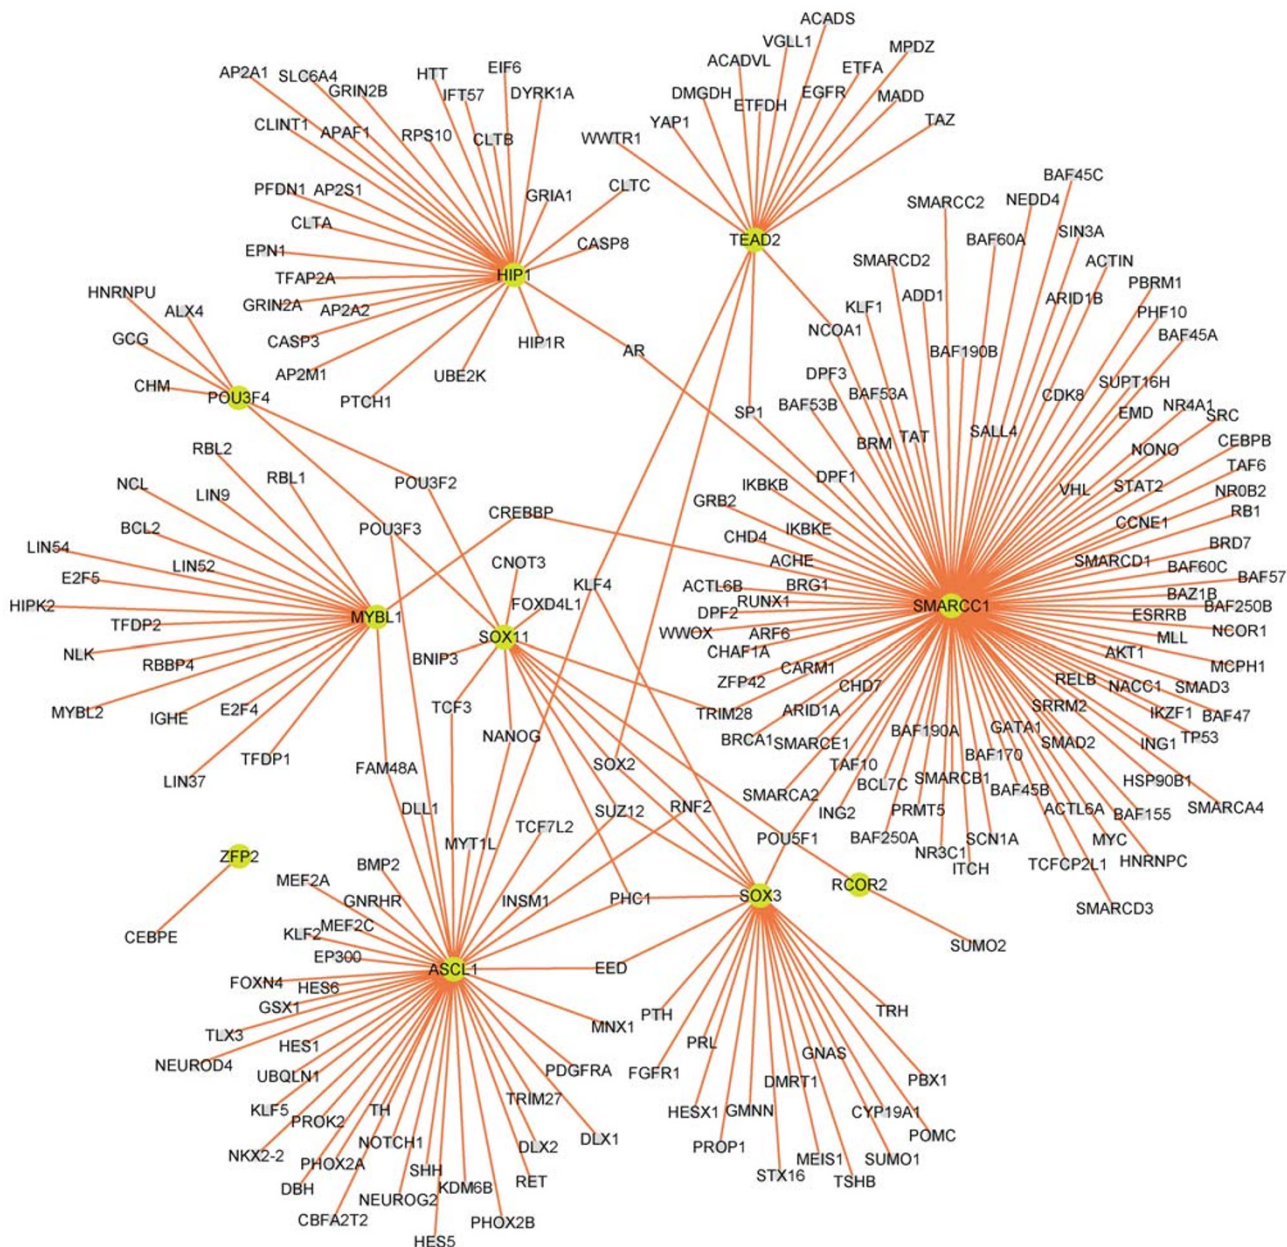 ACADS
VGLL1
MPDZ
ACADVL
ETFA
EIF6
HTT
AP2A1
SLC6A4
GRIN2B
IFT57
DYRK1A
DMGDH
ETFDH
EGFR
MADD
CLINT1
APAF1
RPS10
CLTB
WWTR1
YAP1
TAZ
PFDN1
AP2S1
GRIA1
CLTC
BAF45C
SMARCC2
NEDD4
CLTA
EPN1
CASP8
TEAD2
BAF60A
SIN3A
TFAP2A
HIP1
SMARCD2
ACTIN
HNRNPU
GRIN2A
AP2A2
KLF1
ADD1
ARID1B
PBRM1
ALX4
GCG
CASP3
HIP1R
AR
NCOA1
PHF10
BAF190B
BAF45A
AP2M1
UBE2K
CHM
POU3F4
PTCH1
DPF3
BAF53B
BAF53A
CDK8
SUPT16H
SP1
EMD
NR4A1
SRC
RBL2
BRM
TAT
SALL4
NONO
CEBPB
NCL
LIN9
RBL1
POU3F2
IKBKB
DPF1
VHL
STAT2
TAF6
NR0B2
BCL2
POU3F3
CREBBP
GRB2
IKBKE
CCNE1
RB1
LIN54
LIN52
CNOT3
CHD4
ACHE
SMARCD1
BRD7
BAF60C
E2F5
KLF4
ACTL6B
BRG1
BAF57
HIPK2
FOXD4L1
RUNX1
DPF2
SMARCC1
BAZ1B
BAF250B
TFDP2
MYBL1
SOX11
WWOX
ARF6
ESRRB
NCOR1
NLK
RBBP4
BNIP3
CHAF1A
CARM1
AKT1
MLL
MCPH1
ZFP42
CHD7
RELB
NACC1
SMAD3
MYBL2
IGHE
E2F4
TCF3
TRIM28
ARID1A
SRRM2
IKZF1
BAF47
NANOG
BRCA1
SMARCE1
BAF190A
GATA1
SMAD2
ING1
TP53
TFDP1
LIN37
FAM48A
SOX2
TAF10
BAF170
HSP90B1
BCL7C
SMARCB1
BAF45B
DLL1
SUZ12
RNF2
SMARCA2
ING2
PRMT5
ACTL6A
BAF155
SMARCA4
TCF7L2
POU5F1
BAF250A
SCN1A
MYC
MYT1L
ZFP2
NR3C1
ITCH
TCFCP2L1
HNRNPC
BMP2
MEF2A
GNRHR
INSM1
PHC1
SOX3
RCOR2
SMARCD3
CEBPE
KLF2
MEF2C
SUMO2
EP300
ASCL1
EED
FOXN4
HES6
GSX1
PTH
TRH
TLX3
HES1
MNX1
PRL
GNAS
NEUROD4
UBQLN1
PDGFRA
FGFR1
DMRT1
PBX1
KLF5
PROK2
TH
TRIM27
HESX1
GMNN
CYP19A1
NKX2-2
PHOX2A
NOTCH1
DLX2
DLX1
PROP1
POMC
DBH
SHH
RET
STX16
MEIS1
SUMO1
TSHB
CBFA2T2
NEUROG2
KDM6B
PHOX2B
HES5